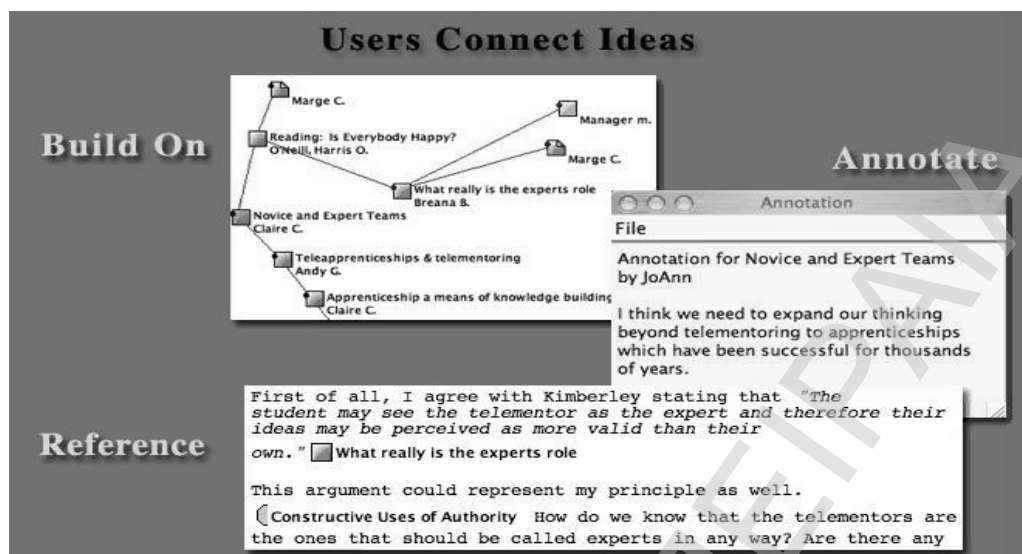 Users Connect Ideas
Build On
Marge C.
Manager m.
Reading: Is Everybody Happy?
O'Neill, Harris O.
Marge C.
What really is the experts role
Breana B.
Novice and Expert Teams
Claire C.
Teleapprenticeships & telementoring
Andy G.
Apprenticeship a means of knowledge building
Claire C.
Annotate
Annotation
File
Annotation for Novice and Expert Teams
by JoAnn
I think we need to expand our thinking
beyond telementoring to apprenticeships
which have been successful for thousands
of years.
Reference
First of all, I agree with Kimberley stating that "The
student may see the telementor as the expert and therefore their
ideas may be perceived as more valid than their
own." What really is the experts role
This argument could represent my principle as well.
Constructive Uses of Authority How do we know that the telementors are
the ones that should be called experts in any way? Are there any